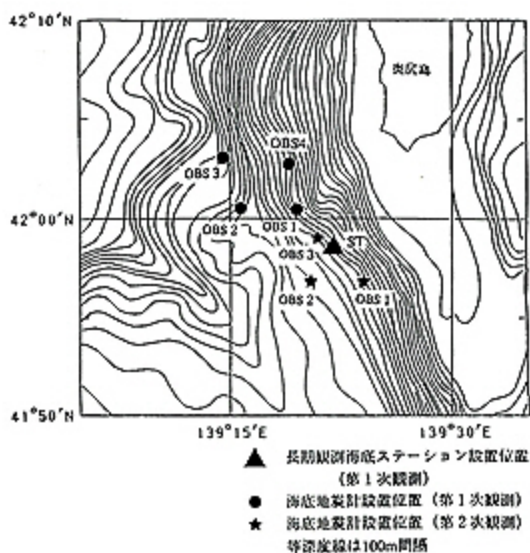 42°10'N
奥尻島
OBS4
OBS 3
42°00'N
OBS 2
OBS 1
ST
OBS 3
OBS 2
OBS 1
41°50'N
139°15'E
139°30'E
▲ 長期観測海底ステーション設置位置
(第1次観測)
● 海底地震計設置位置 (第1次観測)
★ 海底地震計設置位置 (第2次観測)
等深度線は100m間隔